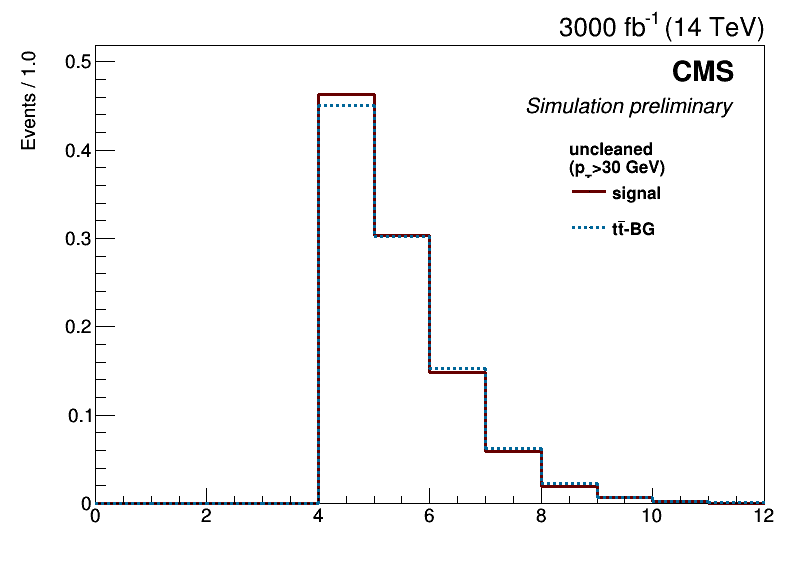 3000 fb-1 (14 TeV)
CMS
Simulation preliminary
uncleaned
(pT>30 GeV)
signal
tt̄-BG
Events / 1.0
0.5
0.4
0.3
0.2
0.1
0
0 2 4 6 8 10 12